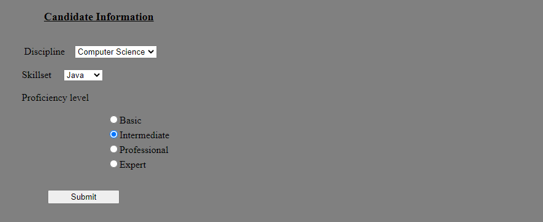 Candidate Information
Discipline Computer Science
Skillset Java
Proficiency level
Basic
Intermediate
Professional
Expert
Submit